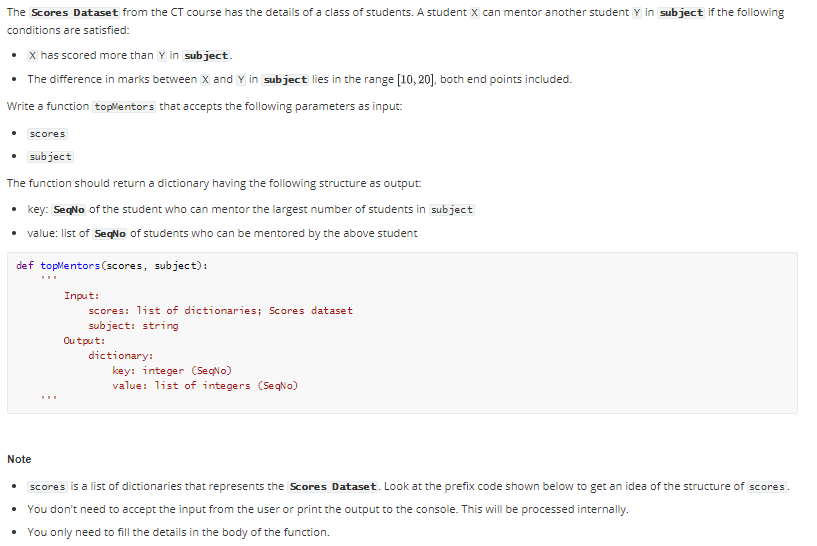 The Scores Dataset from the CT course has the details of a class of students. A student X can mentor another student Y in subject if the following
conditions are satisfied:
• X has scored more than Y in subject.
• The difference in marks between X and Y in subject lies in the range [10, 20], both end points included.
Write a function topMentors that accepts the following parameters as input:
• scores
• subject
The function should return a dictionary having the following structure as output:
• key: SeqNo of the student who can mentor the largest number of students in subject
• value: list of SeqNo of students who can be mentored by the above student
def topMentors(scores, subject):
'''
Input:
scores: list of dictionaries; Scores dataset
subject: string
Output:
dictionary:
key: integer (SeqNo)
value: list of integers (SeqNo)
'''
Note
• scores is a list of dictionaries that represents the Scores Dataset. Look at the prefix code shown below to get an idea of the structure of scores.
• You don't need to accept the input from the user or print the output to the console. This will be processed internally.
• You only need to fill the details in the body of the function.